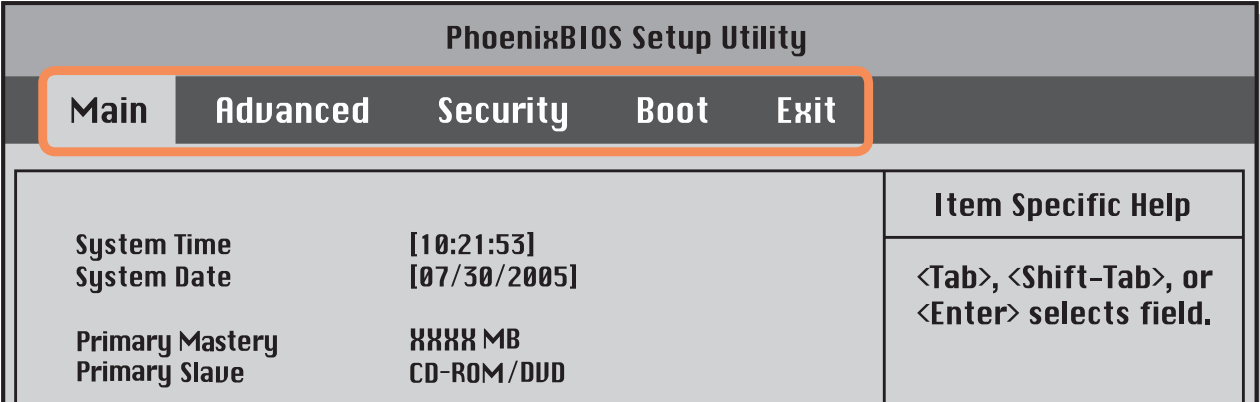 PhoenixBIOS Setup Utility
Main Advanced Security Boot Exit
Item Specific Help
System Time [10:21:53]
System Date [07/30/2005]
<Tab>, <Shift-Tab>, or
<Enter> selects field.
Primary Mastery XXXX MB
Primary Slave CD-ROM/DVD